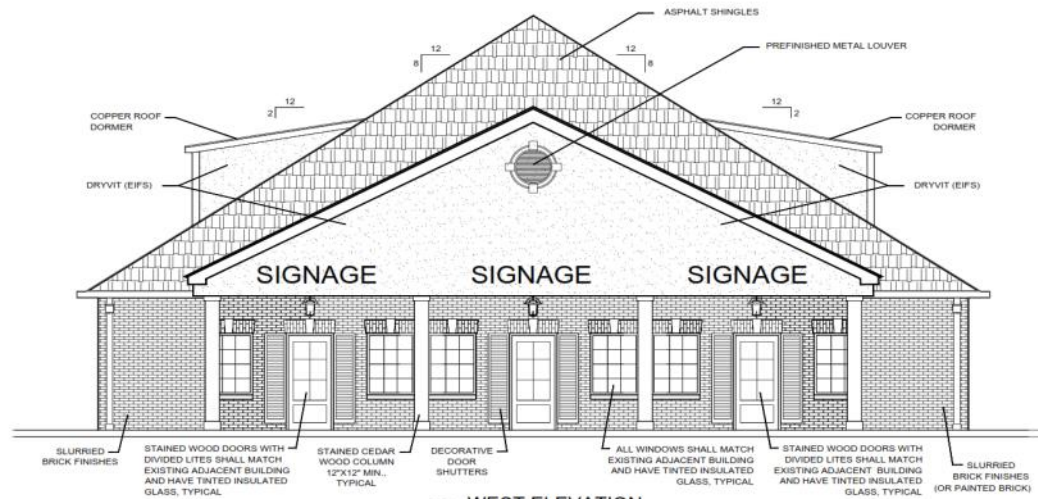 ASPHALT SHINGLES
12
8
12
8
PREFINISHED METAL LOUVER
12
2
12
2
COPPER ROOF
DORMER
COPPER ROOF
DORMER
DRYVIT (EIFS)
DRYVIT (EIFS)
SIGNAGE
SIGNAGE
SIGNAGE
SLURRIED
BRICK FINISHES
STAINED WOOD DOORS WITH
DIVIDED LITES SHALL MATCH
EXISTING ADJACENT BUILDING
AND HAVE TINTED INSULATED
GLASS, TYPICAL
STAINED CEDAR
WOOD COLUMN
12"X12" MIN.,
TYPICAL
DECORATIVE
DOOR
SHUTTERS
ALL WINDOWS SHALL MATCH
EXISTING ADJACENT BUILDING
AND HAVE TINTED INSULATED
GLASS, TYPICAL
STAINED WOOD DOORS WITH
DIVIDED LITES SHALL MATCH
EXISTING ADJACENT BUILDING
AND HAVE TINTED INSULATED
GLASS, TYPICAL
SLURRIED
BRICK FINISHES
(OR PAINTED BRICK)
WEST ELEVATION